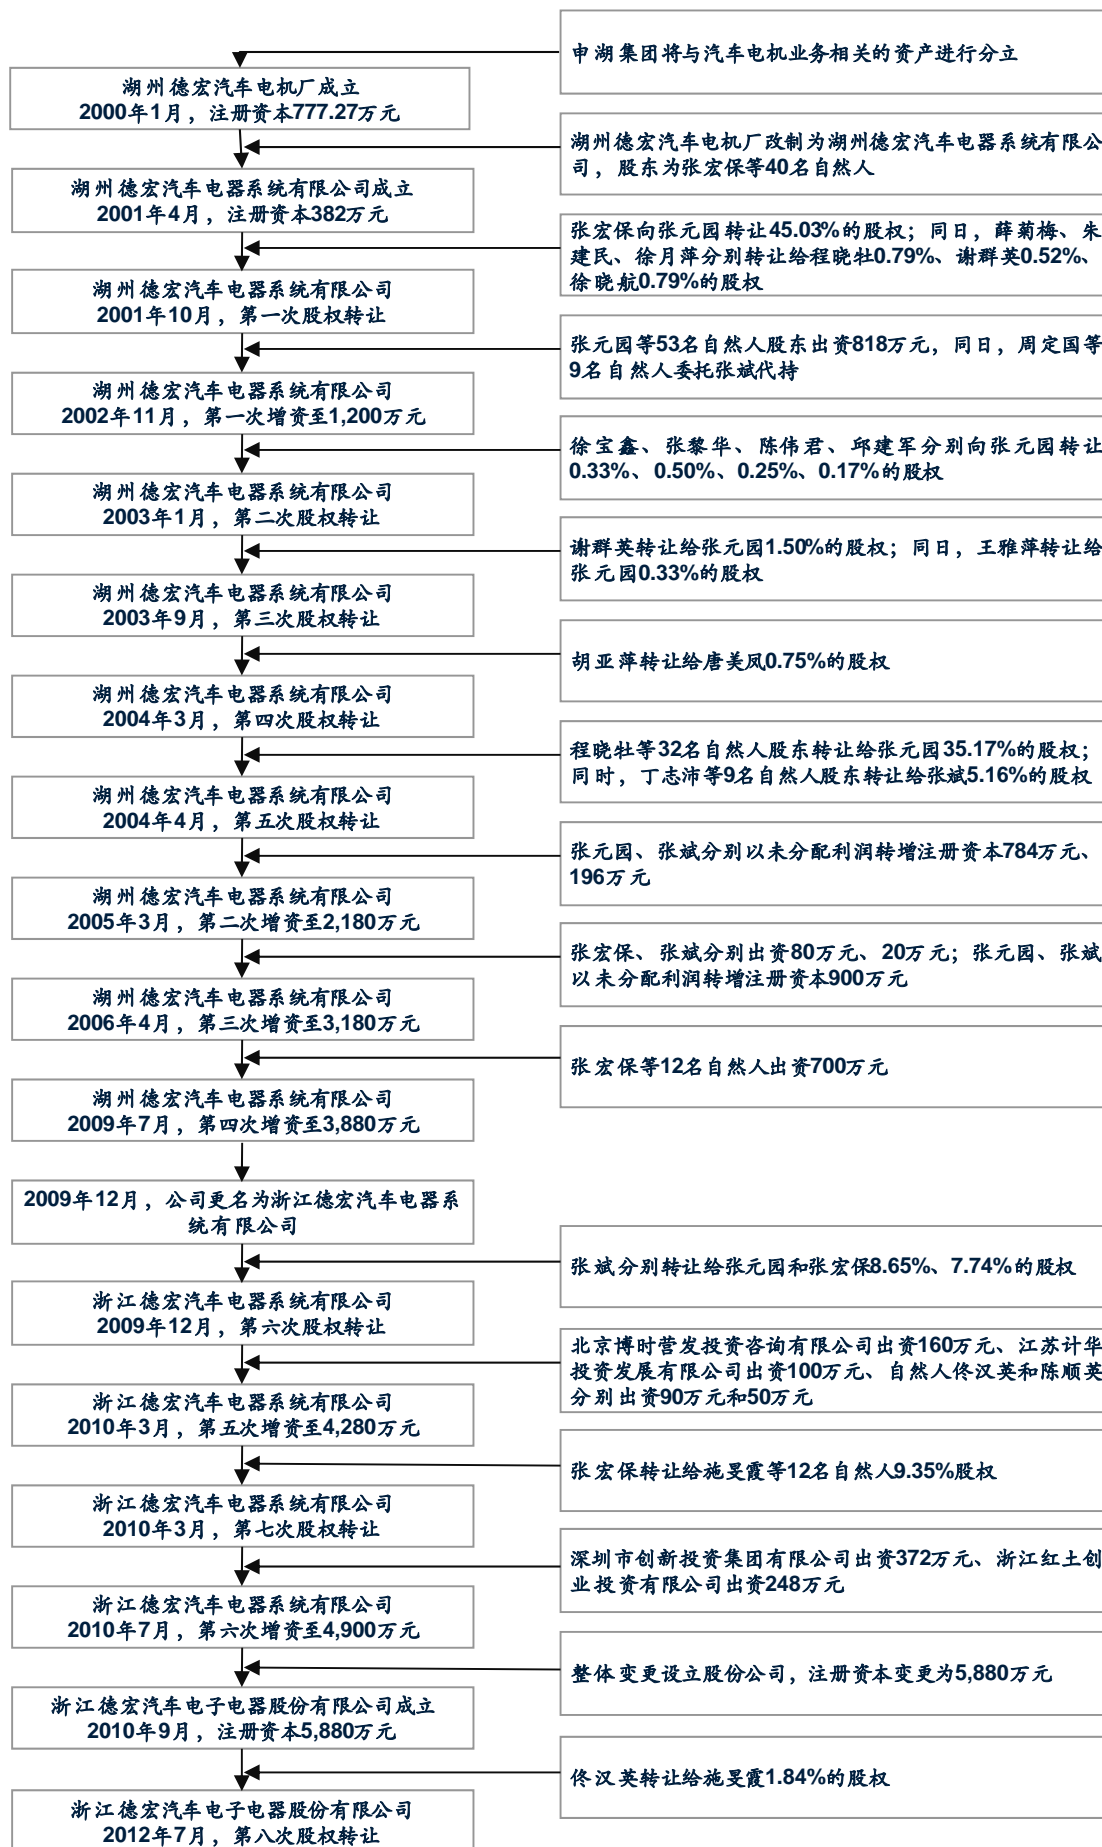 申湖集团将与汽车电机业务相关的资产进行分立
湖州德宏汽车电机厂成立
2000年1月，注册资本777.27万元
湖州德宏汽车电机厂改制为湖州德宏汽车电器系统有限公
司，股东为张宏保等40名自然人
湖州德宏汽车电器系统有限公司成立
2001年4月，注册资本382万元
张宏保向张元园转让45.03%的股权；同日，薛菊梅、朱
建民、徐月萍分别转让给程晓牡0.79%、谢群英0.52%、
徐晓航0.79%的股权
湖州德宏汽车电器系统有限公司
2001年10月，第一次股权转让
张元园等53名自然人股东出资818万元，同日，周定国等
9名自然人委托张斌代持
湖州德宏汽车电器系统有限公司
2002年11月，第一次增资至1,200万元
徐宝鑫、张黎华、陈伟君、邱建军分别向张元园转让
0.33%、0.50%、0.25%、0.17%的股权
湖州德宏汽车电器系统有限公司
2003年1月，第二次股权转让
谢群英转让给张元园1.50%的股权；同日，王雅萍转让给
张元园0.33%的股权
湖州德宏汽车电器系统有限公司
2003年9月，第三次股权转让
胡亚萍转让给唐美凤0.75%的股权
湖州德宏汽车电器系统有限公司
2004年3月，第四次股权转让
程晓牡等32名自然人股东转让给张元园35.17%的股权；
同时，丁志沛等9名自然人股东转让给张斌5.16%的股权
湖州德宏汽车电器系统有限公司
2004年4月，第五次股权转让
张元园、张斌分别以未分配利润转增注册资本784万元、
196万元
湖州德宏汽车电器系统有限公司
2005年3月，第二次增资至2,180万元
张宏保、张斌分别出资80万元、20万元；张元园、张斌
以未分配利润转增注册资本900万元
湖州德宏汽车电器系统有限公司
2006年4月，第三次增资至3,180万元
张宏保等12名自然人出资700万元
湖州德宏汽车电器系统有限公司
2009年7月，第四次增资至3,880万元
2009年12月，公司更名为浙江德宏汽车电器系
统有限公司
张斌分别转让给张元园和张宏保8.65%、7.74%的股权
浙江德宏汽车电器系统有限公司
2009年12月，第六次股权转让
北京博时营发投资咨询有限公司出资160万元、江苏计华
投资发展有限公司出资100万元、自然人佟汉英和陈顺英
分别出资90万元和50万元
浙江德宏汽车电器系统有限公司
2010年3月，第五次增资至4,280万元
张宏保转让给施旻霞等12名自然人9.35%股权
浙江德宏汽车电器系统有限公司
2010年3月，第七次股权转让
深圳市创新投资集团有限公司出资372万元、浙江红土创
业投资有限公司出资248万元
浙江德宏汽车电器系统有限公司
2010年7月，第六次增资至4,900万元
整体变更设立股份公司，注册资本变更为5,880万元
浙江德宏汽车电子电器股份有限公司成立
2010年9月，注册资本5,880万元
佟汉英转让给施旻霞1.84%的股权
浙江德宏汽车电子电器股份有限公司
2012年7月，第八次股权转让